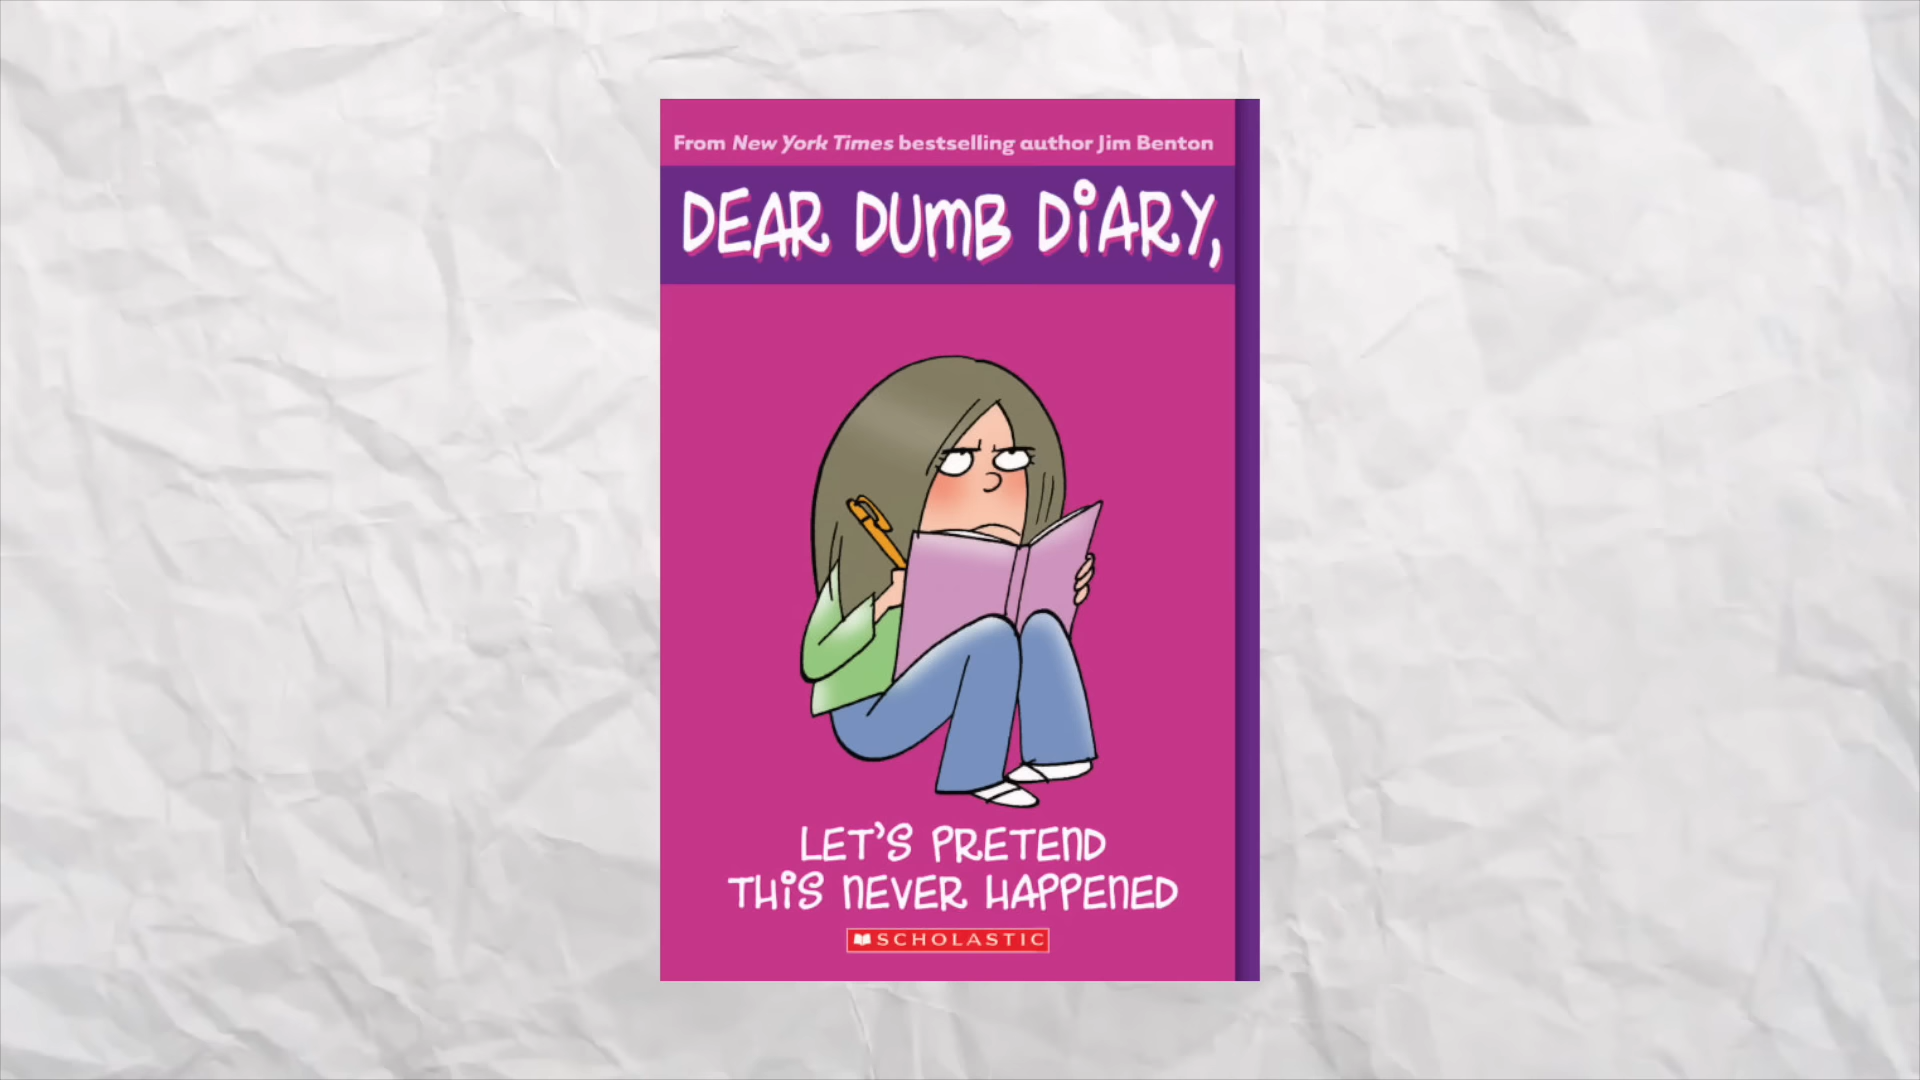 From New York Times bestselling author Jim Benton
DEAR DUMB DiARY,
LET'S PRETEND
THiS NEVER HAPPENED
SCHOLASTIC